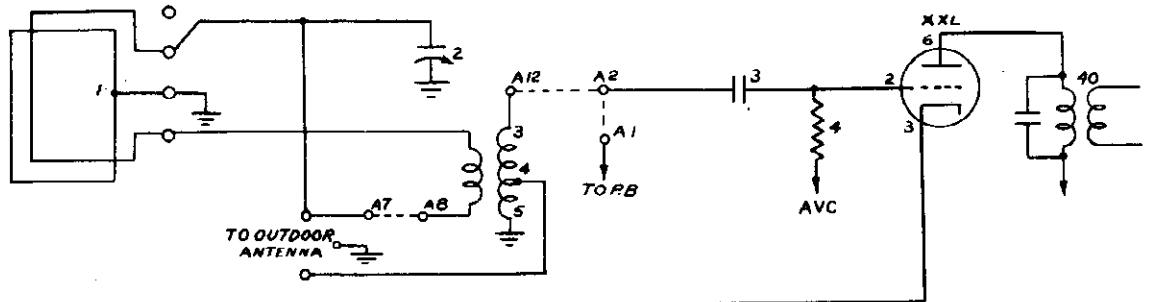 XXL
6
2
A12
A2
3
40
1
2
3
3
4
A1
4
TO P.B
5
A7
A8
AVC
TO OUTDOOR
ANTENNA